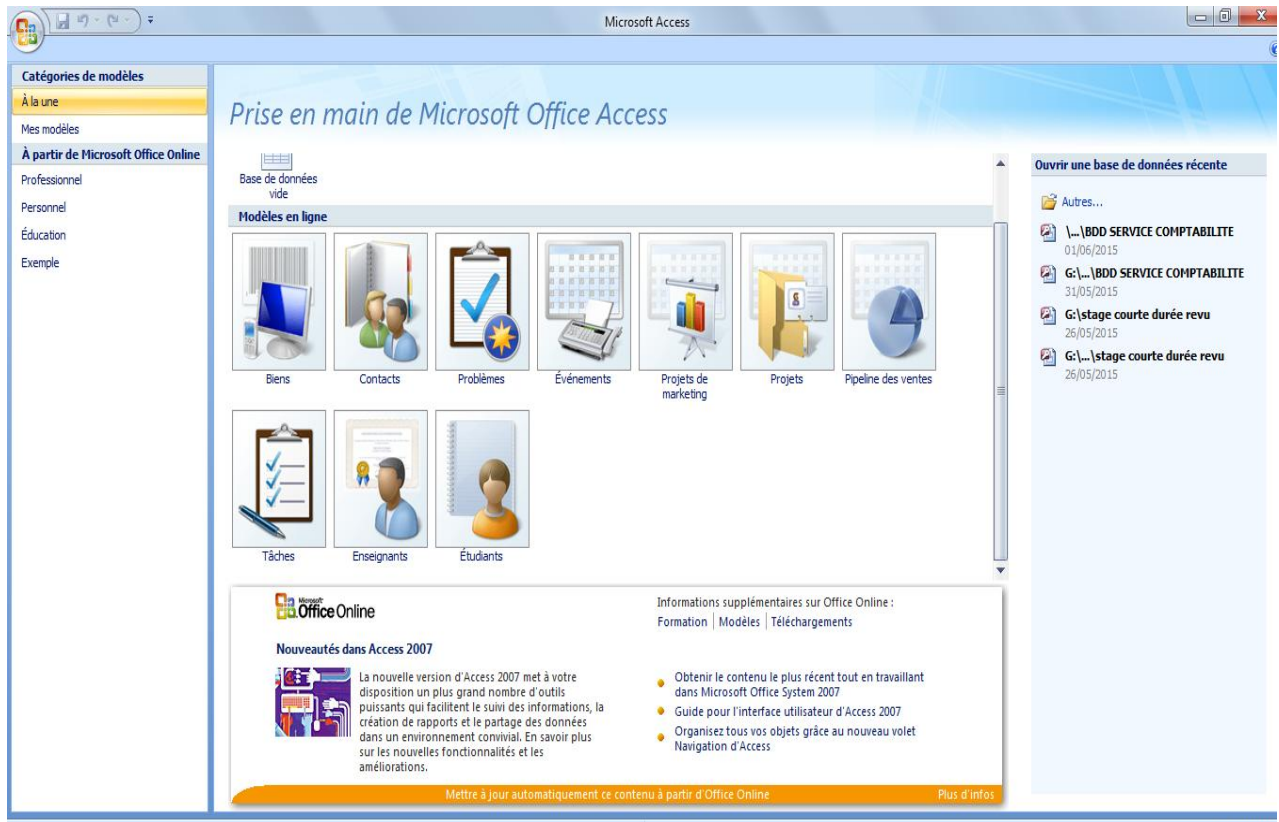 Microsoft Access
Catégories de modèles
À la une
Mes modèles
À partir de Microsoft Office Online
Professionnel
Personnel
Éducation
Exemple
Prise en main de Microsoft Office Access
Base de données
vide
Modèles en ligne
Biens
Contacts
Problèmes
Événements
Projets de
marketing
Projets
Pipeline des ventes
Tâches
Enseignants
Étudiants
Microsoft
Office Online
Nouveautés dans Access 2007
La nouvelle version d'Access 2007 met à votre
disposition un plus grand nombre d'outils
puissants qui facilitent le suivi des informations, la
création de rapports et le partage des données
dans un environnement convivial. En savoir plus
sur les nouvelles fonctionnalités et les
améliorations.
Informations supplémentaires sur Office Online :
Formation | Modèles | Téléchargements
Obtenir le contenu le plus récent tout en travaillant
dans Microsoft Office System 2007
Guide pour l'interface utilisateur d'Access 2007
Organisez tous vos objets grâce au nouveau volet
Navigation d'Access
Mettre à jour automatiquement ce contenu à partir d'Office Online
Plus d'infos
Ouvrir une base de données récente
Autres...
\...\BDD SERVICE COMPTABILITE
01/06/2015
G:\...\BDD SERVICE COMPTABILITE
31/05/2015
G:\stage courte durée revu
26/05/2015
G:\...\stage courte durée revu
26/05/2015